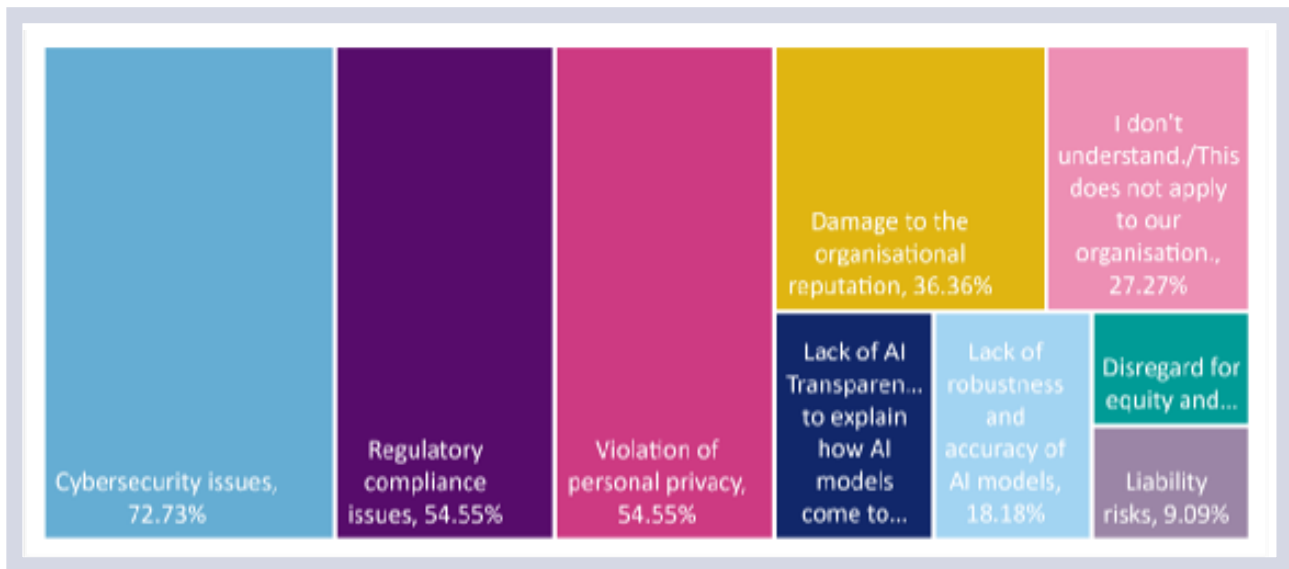 Cybersecurity issues,
72.73%
Regulatory
compliance
issues, 54.55%
Violation of
personal privacy,
54.55%
Damage to the
organisational
reputation, 36.36%
I don't
understand./This
does not apply
to our
organisation.,
27.27%
Lack of AI
Transparen...
to explain
how AI
models
come to...
Lack of
robustness
and
accuracy of
AI models,
18.18%
Disregard for
equity and...
Liability
risks, 9.09%